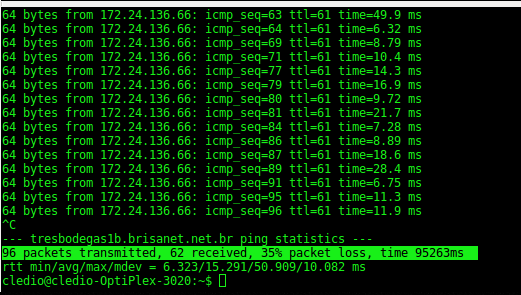 64 bytes from 172.24.136.66: icmp_seq=63 ttl=61 time=49.9 ms
64 bytes from 172.24.136.66: icmp_seq=64 ttl=61 time=6.32 ms
64 bytes from 172.24.136.66: icmp_seq=69 ttl=61 time=8.79 ms
64 bytes from 172.24.136.66: icmp_seq=71 ttl=61 time=10.4 ms
64 bytes from 172.24.136.66: icmp_seq=77 ttl=61 time=14.3 ms
64 bytes from 172.24.136.66: icmp_seq=79 ttl=61 time=16.9 ms
64 bytes from 172.24.136.66: icmp_seq=80 ttl=61 time=9.72 ms
64 bytes from 172.24.136.66: icmp_seq=81 ttl=61 time=21.7 ms
64 bytes from 172.24.136.66: icmp_seq=84 ttl=61 time=7.28 ms
64 bytes from 172.24.136.66: icmp_seq=86 ttl=61 time=8.89 ms
64 bytes from 172.24.136.66: icmp_seq=87 ttl=61 time=18.6 ms
64 bytes from 172.24.136.66: icmp_seq=89 ttl=61 time=28.4 ms
64 bytes from 172.24.136.66: icmp_seq=91 ttl=61 time=6.75 ms
64 bytes from 172.24.136.66: icmp_seq=95 ttl=61 time=11.3 ms
64 bytes from 172.24.136.66: icmp_seq=96 ttl=61 time=11.9 ms
^C
--- tresbodegas1b.brisanet.net.br ping statistics ---
96 packets transmitted, 62 received, 35% packet loss, time 95263ms
rtt min/avg/max/mdev = 6.323/15.291/50.909/10.082 ms
cledio@cledio-OptiPlex-3020:~$